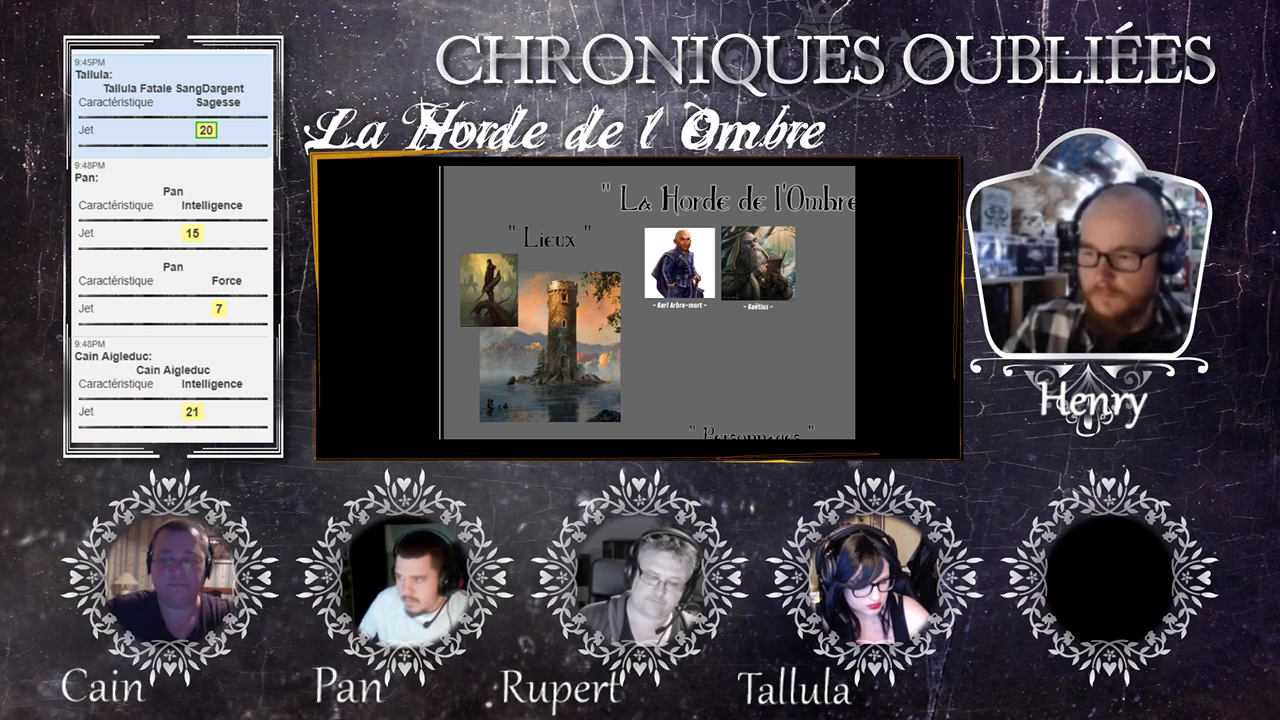 CHRONIQUES OUBLIÉES
La Horde de l'Ombre
9:45PM
Tallula:
Tallula Fatale SangDargent
Caractéristique Sagesse
Jet 20
9:48PM
Pan:
Pan
Caractéristique Intelligence
Jet 15
Pan
Caractéristique Force
Jet 7
9:48PM
Cain Aigleduc:
Cain Aigleduc
Caractéristique Intelligence
Jet 21
" La Horde de l'Ombre
" Lieux "
- Karl Arbre-mort -
- Kaëtius -
" Personnages "
Henry
Cain
Pan
Rupert
Tallula